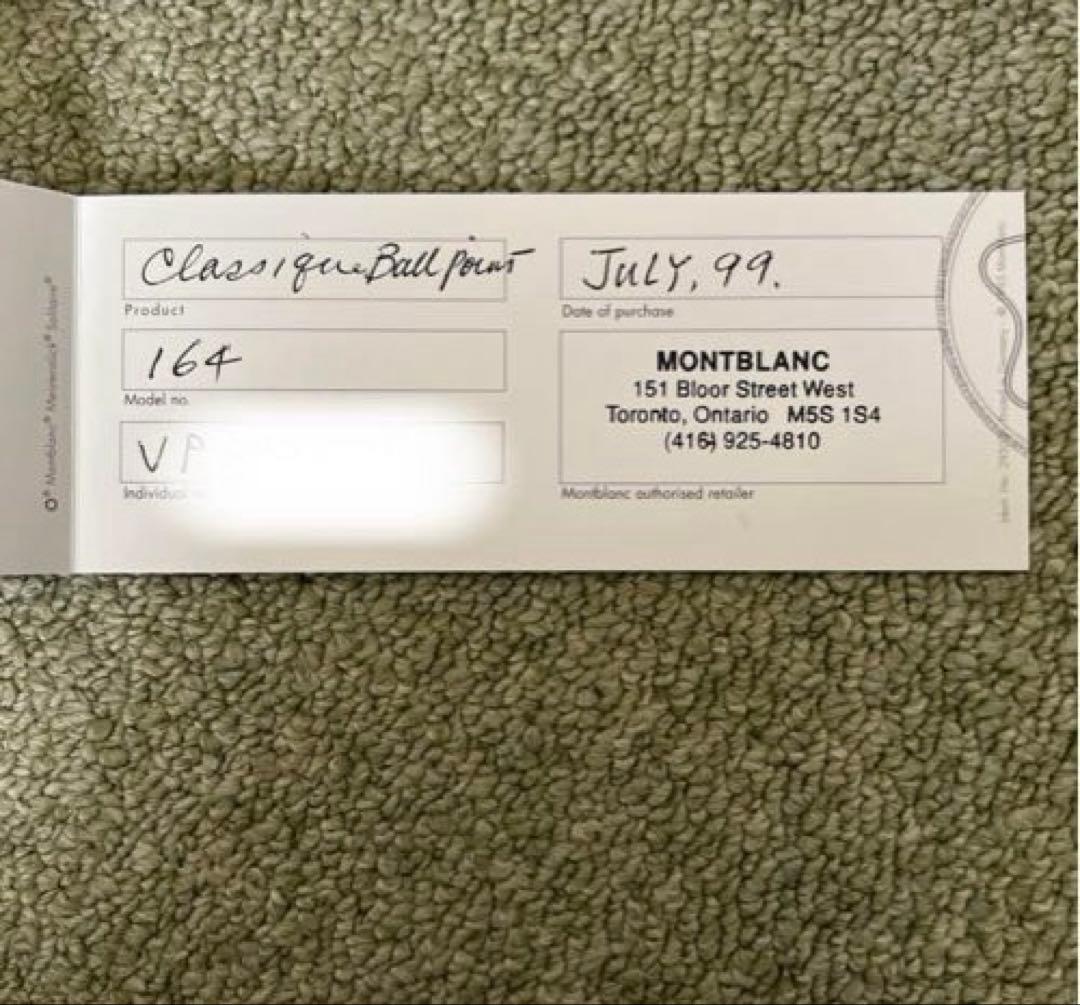 Classique Ball Point
Product
164
Model no.
V P
Individual
JULY, 99.
Date of purchase
MONTBLANC
151 Bloor Street West
Toronto, Ontario M5S 1S4
(416) 925-4810
Montblanc authorised retailer